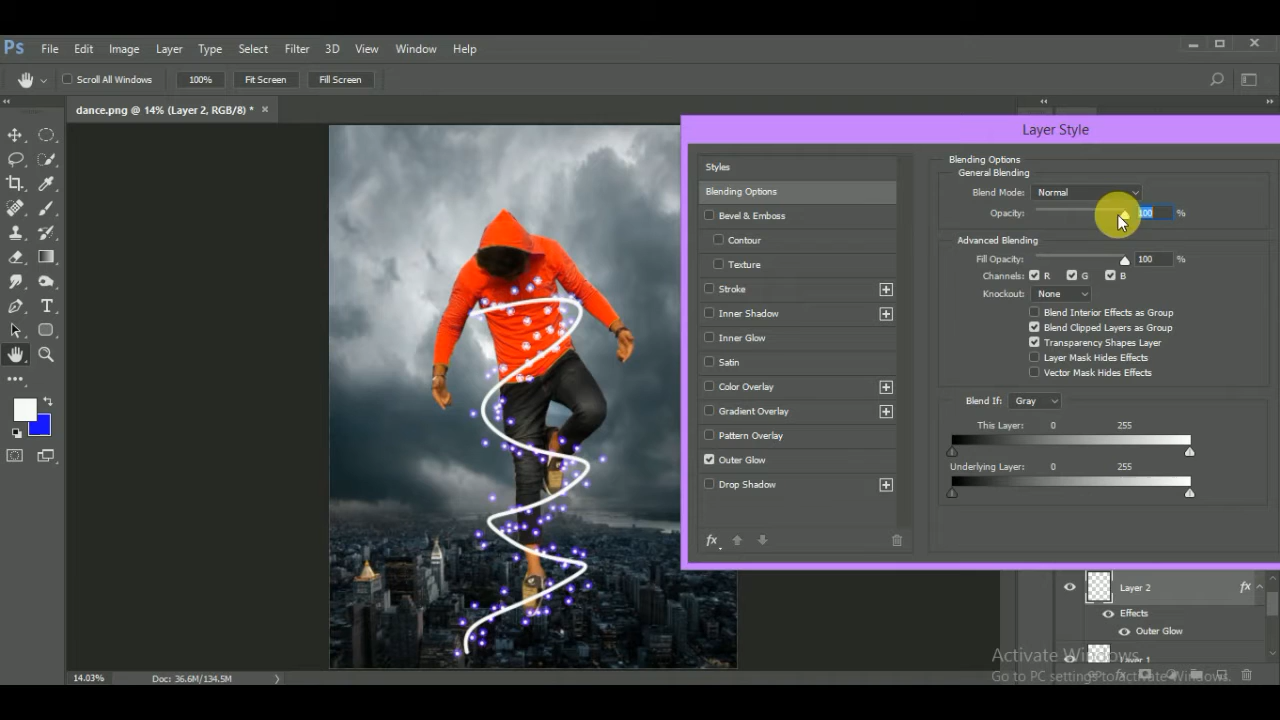 Ps File Edit Image Layer Type Select Filter 3D View Window Help
Scroll All Windows 100% Fit Screen Fill Screen
dance.png @ 14% (Layer 2, RGB/8) * ×
Layer Style
Styles
Blending Options
Bevel & Emboss
Contour
Texture
Stroke
Inner Shadow
Inner Glow
Satin
Color Overlay
Gradient Overlay
Pattern Overlay
Outer Glow
Drop Shadow
fx
Blending Options
General Blending
Blend Mode: Normal
Opacity: 100 %
Advanced Blending
Fill Opacity: 100 %
Channels: R G B
Knockout: None
Blend Interior Effects as Group
Blend Clipped Layers as Group
Transparency Shapes Layer
Layer Mask Hides Effects
Vector Mask Hides Effects
Blend If: Gray
This Layer: 0 255
Underlying Layer: 0 255
Layer 2 fx
Effects
Outer Glow
Layer 1
Activate Windows
Go to PC settings to activate Windows.
14.03% Doc: 36.6M/134.5M